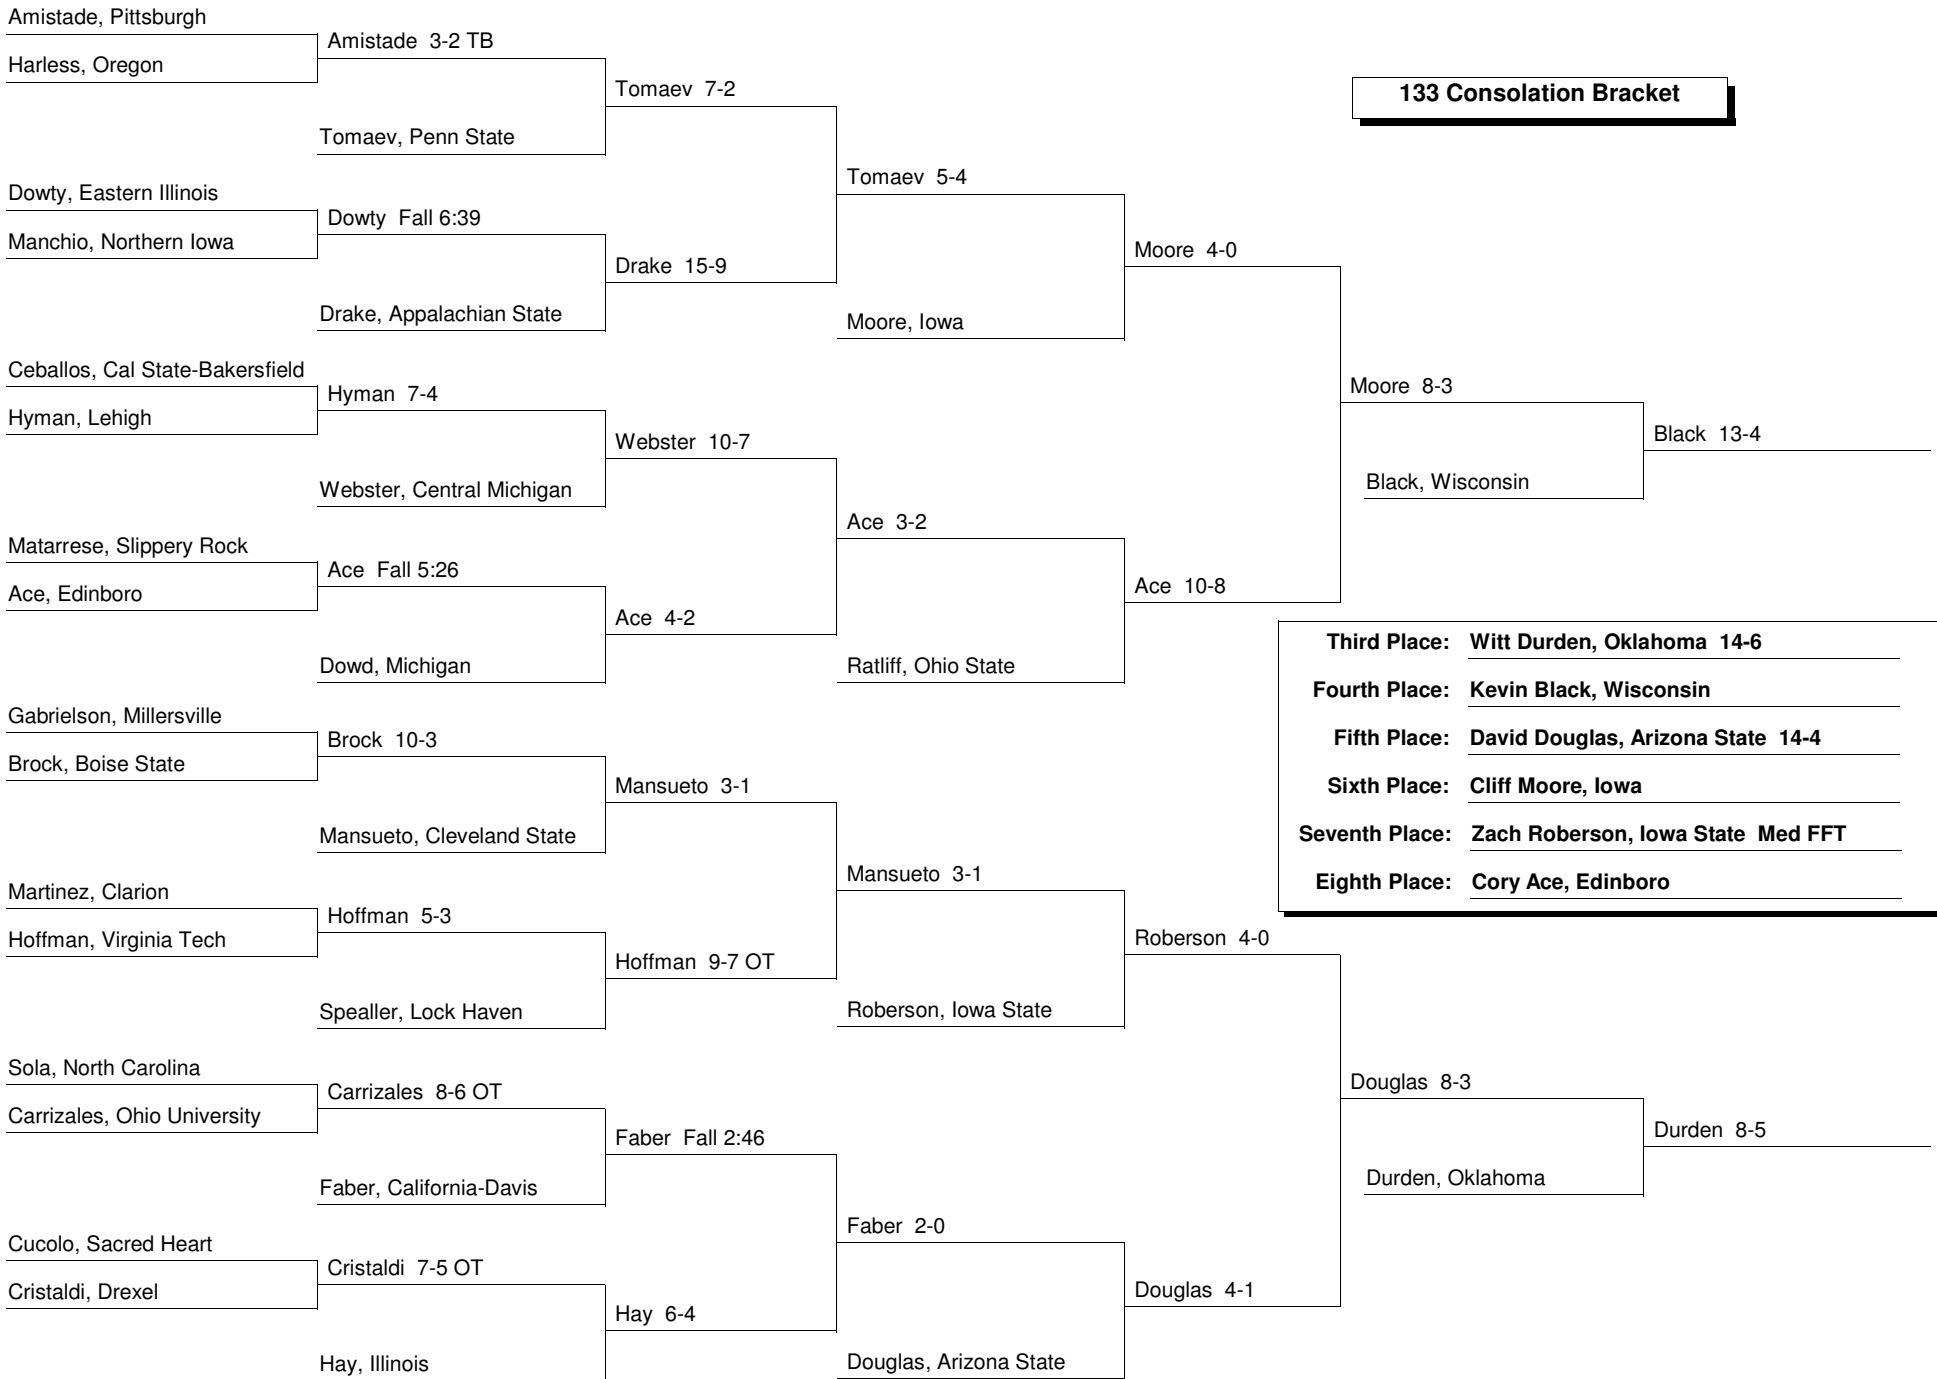 133 Consolation Bracket
Amistade, Pittsburgh
Harless, Oregon
Dowty, Eastern Illinois
Manchio, Northern Iowa
Ceballos, Cal State-Bakersfield
Hyman, Lehigh
Matarrese, Slippery Rock
Ace, Edinboro
Gabrielson, Millersville
Brock, Boise State
Martinez, Clarion
Hoffman, Virginia Tech
Sola, North Carolina
Carrizales, Ohio University
Cucolo, Sacred Heart
Cristaldi, Drexel
Amistade 3-2 TB
Tomaev, Penn State
Dowty Fall 6:39
Drake, Appalachian State
Hyman 7-4
Webster, Central Michigan
Ace Fall 5:26
Dowd, Michigan
Brock 10-3
Mansueto, Cleveland State
Hoffman 5-3
Spealler, Lock Haven
Carrizales 8-6 OT
Faber, California-Davis
Cristaldi 7-5 OT
Hay, Illinois
Tomaev 7-2
Drake 15-9
Webster 10-7
Ace 4-2
Mansueto 3-1
Hoffman 9-7 OT
Faber Fall 2:46
Hay 6-4
Tomaev 5-4
Moore, Iowa
Ace 3-2
Ratliff, Ohio State
Mansueto 3-1
Roberson, Iowa State
Faber 2-0
Douglas, Arizona State
Moore 4-0
Ace 10-8
Roberson 4-0
Douglas 4-1
Moore 8-3
Black, Wisconsin
Douglas 8-3
Durden, Oklahoma
Black 13-4
Durden 8-5
Third Place: Witt Durden, Oklahoma 14-6
Fourth Place: Kevin Black, Wisconsin
Fifth Place: David Douglas, Arizona State 14-4
Sixth Place: Cliff Moore, Iowa
Seventh Place: Zach Roberson, Iowa State Med FFT
Eighth Place: Cory Ace, Edinboro